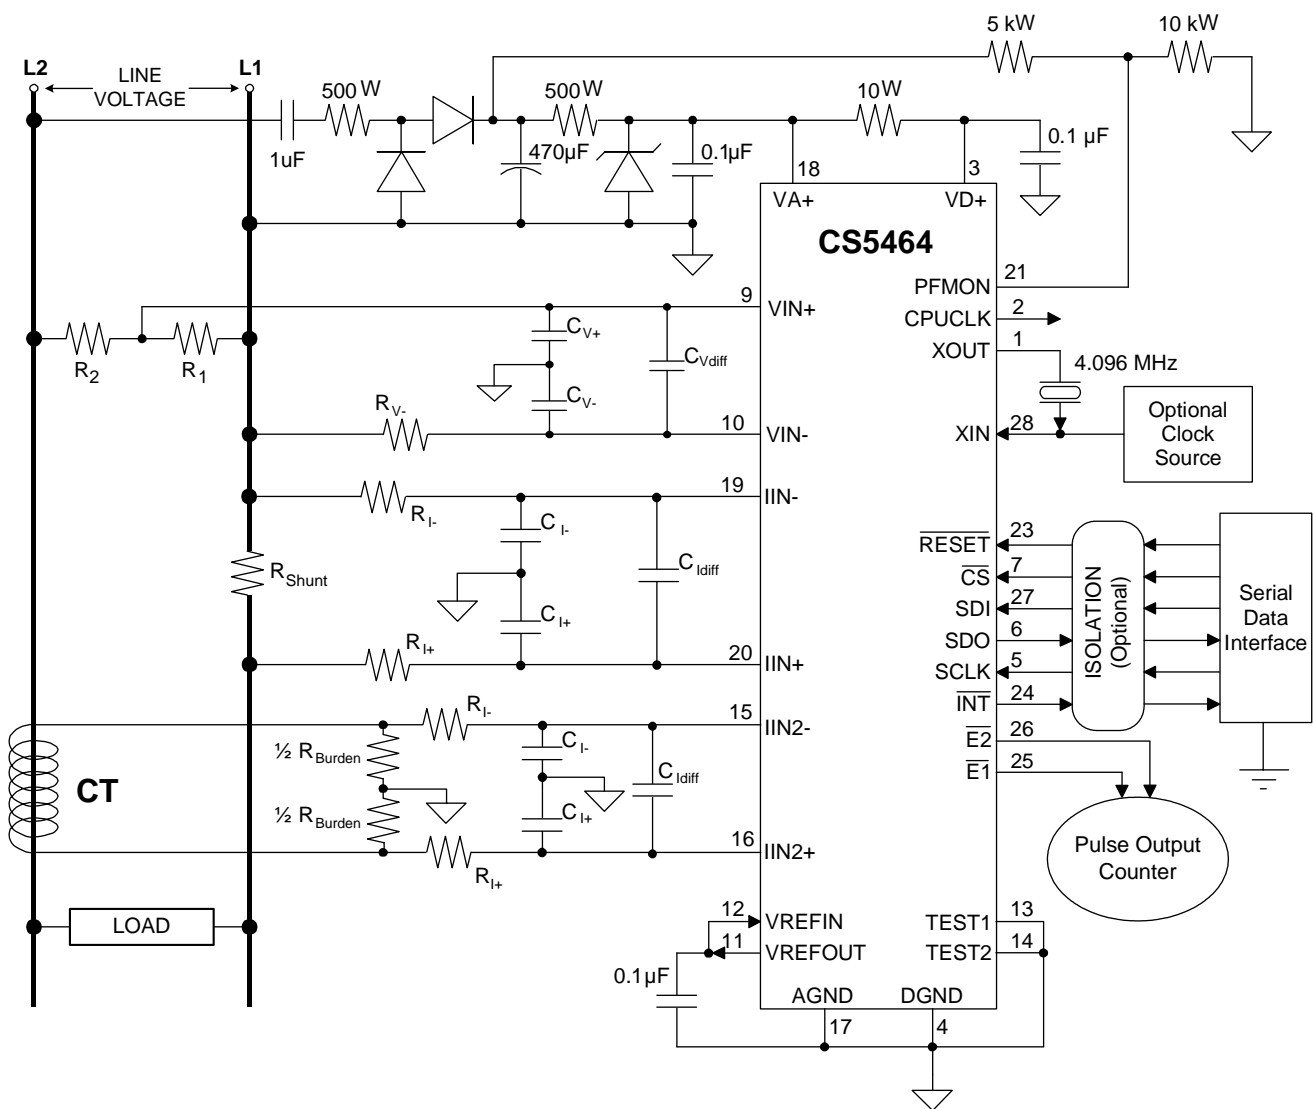 5 kW
10 kW
L2
LINE
VOLTAGE
L1
500W
500W
10W
1uF
470µF
0.1µF
0.1 µF
18
3
VA+
VD+
CS5464
PFMON
21
CPUCLK
2
XOUT
1
4.096 MHz
9
VIN+
CV+
CVdiff
R2
R1
CV-
RV-
10
VIN-
XIN
28
Optional
Clock
Source
19
IIN-
RI-
C I-
RShunt
C Idiff
C I+
RI+
20
IIN+
RESET
23
CS
7
SDI
27
SDO
6
SCLK
5
INT
24
ISOLATION
(Optional)
Serial
Data
Interface
E2
26
E1
25
Pulse Output
Counter
CT
RI-
15
IIN2-
½ RBurden
CI-
CIdiff
½ RBurden
CI+
RI+
16
IIN2+
LOAD
12
VREFIN
11
VREFOUT
0.1µF
TEST1
13
TEST2
14
AGND
DGND
17
4